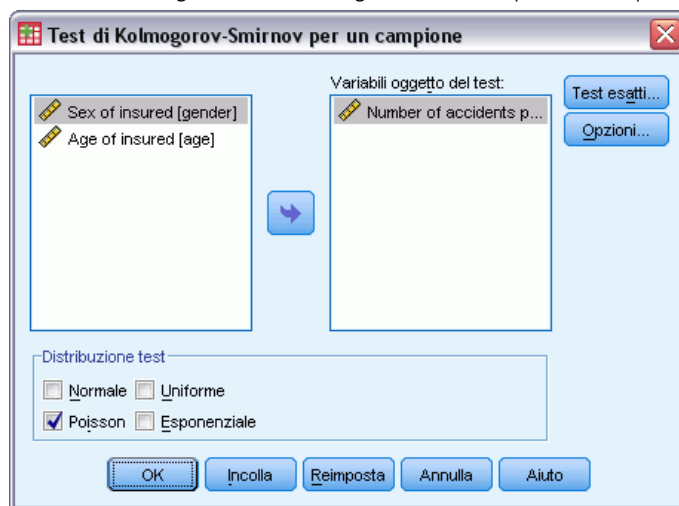 Test di Kolmogorov-Smirnov per un campione
Variabili oggetto del test:
Sex of insured [gender]
Age of insured [age]
Number of accidents p...
Test esatti...
Opzioni...
Distribuzione test
Normale
Uniforme
Poisson
Esponenziale
OK
Incolla
Reimposta
Annulla
Aiuto